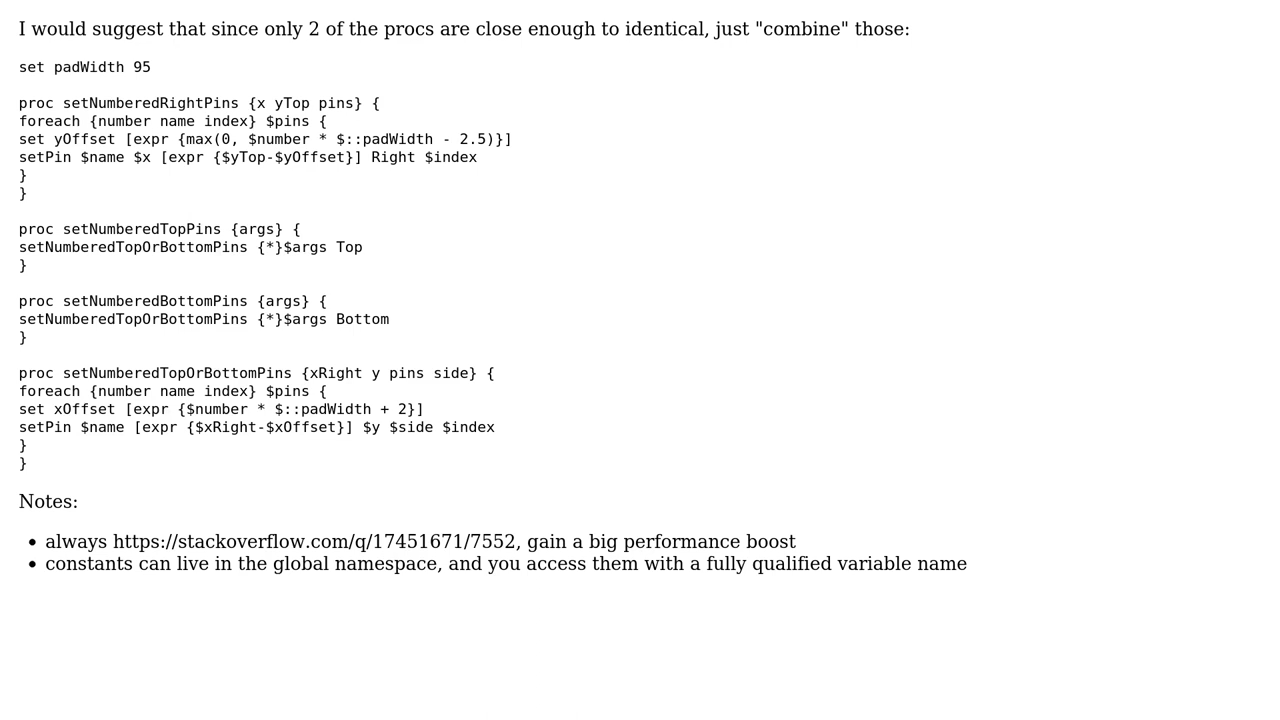 I would suggest that since only 2 of the procs are close enough to identical, just "combine" those:
set padWidth 95
proc setNumberedRightPins {x yTop pins} {
foreach {number name index} $pins {
set yOffset [expr {max(0, $number * $::padWidth - 2.5)}]
setPin $name $x [expr {$yTop-$yOffset}] Right $index
}
}
proc setNumberedTopPins {args} {
setNumberedTopOrBottomPins {*}$args Top
}
proc setNumberedBottomPins {args} {
setNumberedTopOrBottomPins {*}$args Bottom
}
proc setNumberedTopOrBottomPins {xRight y pins side} {
foreach {number name index} $pins {
set xOffset [expr {$number * $::padWidth + 2}]
setPin $name [expr {$xRight-$xOffset}] $y $side $index
}
}
Notes:
• always https://stackoverflow.com/q/17451671/7552, gain a big performance boost
• constants can live in the global namespace, and you access them with a fully qualified variable name